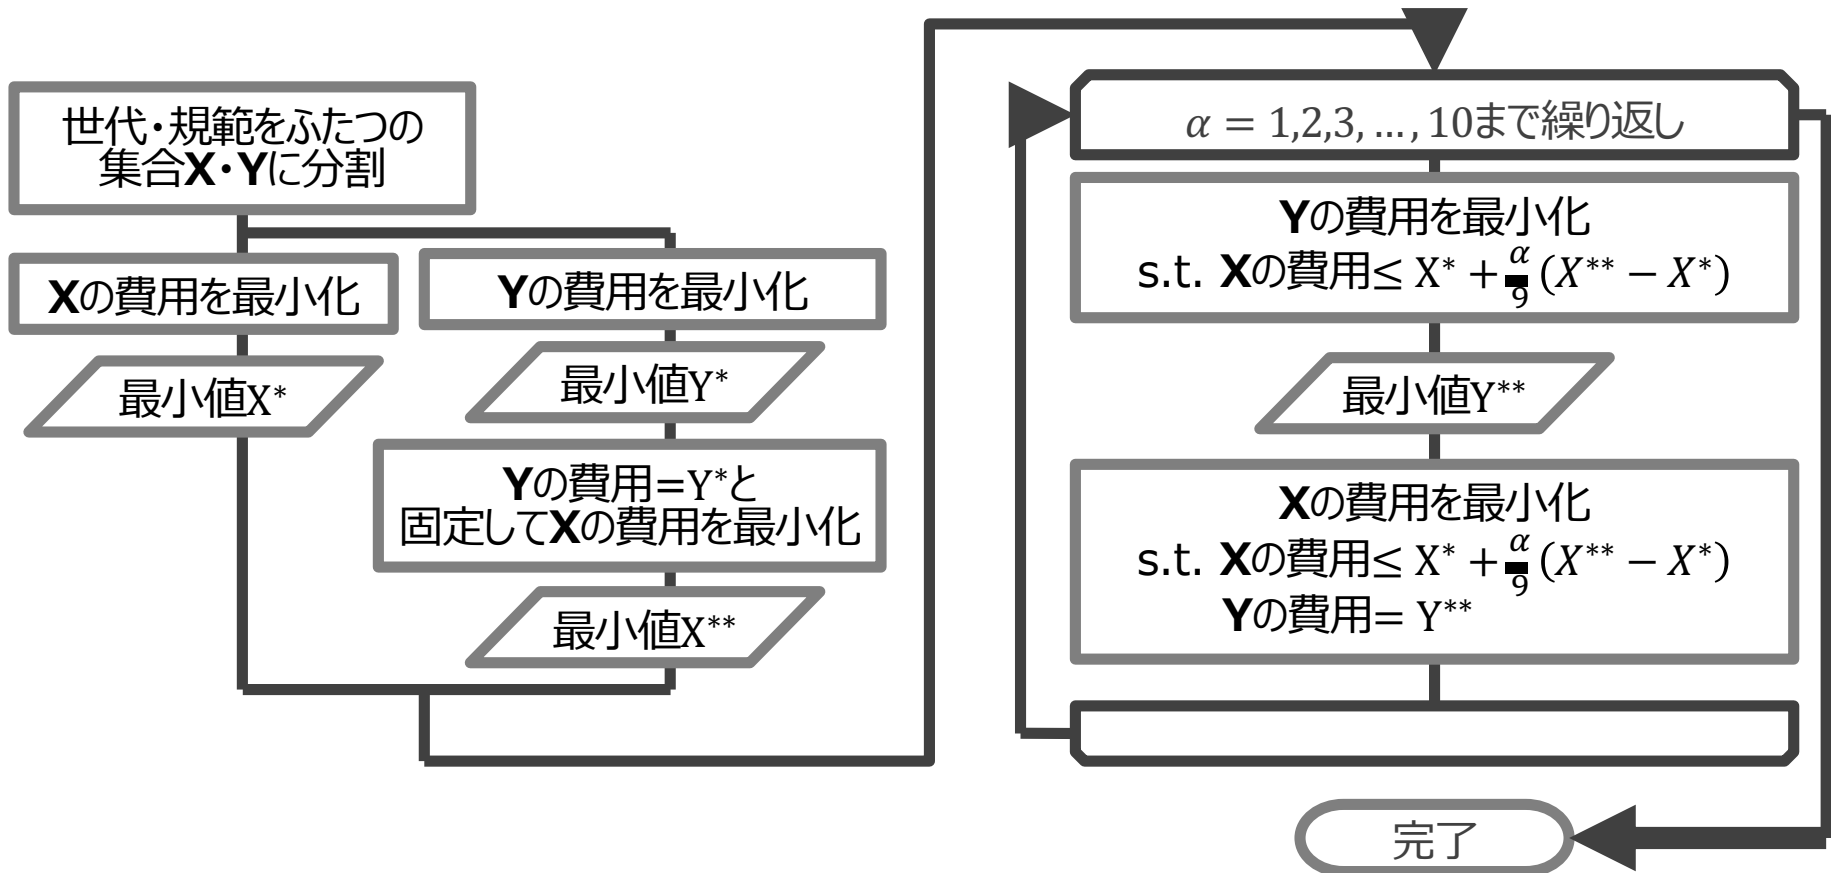 世代・規範をふたつの
集合X・Yに分割
Xの費用を最小化
最小値X*
Yの費用を最小化
最小値Y*
Yの費用=Y*と
固定してXの費用を最小化
最小値X**
α = 1,2,3, …, 10まで繰り返し
Yの費用を最小化
s.t. Xの費用≤ X* + α/9 (X** − X*)
最小値Y**
Xの費用を最小化
s.t. Xの費用≤ X* + α/9 (X** − X*)
Yの費用= Y**
完了